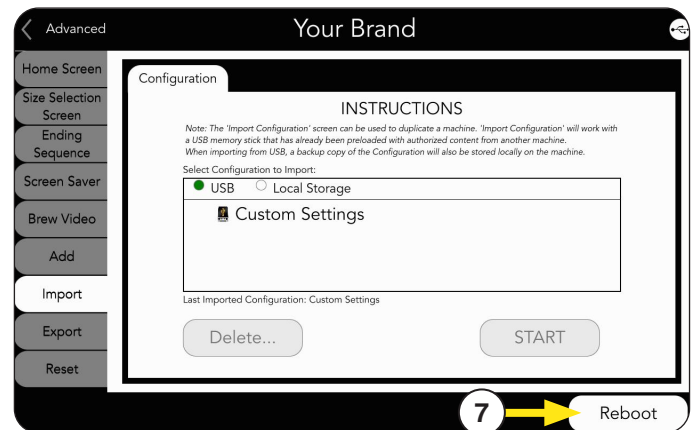 Advanced
Your Brand
Home Screen
Size Selection
Screen
Ending
Sequence
Screen Saver
Brew Video
Add
Import
Export
Reset
Configuration
INSTRUCTIONS
Note: The 'Import Configuration' screen can be used to duplicate a machine. 'Import Configuration' will work with
a USB memory stick that has already been preloaded with authorized content from another machine.
When importing from USB, a backup copy of the Configuration will also be stored locally on the machine.
Select Configuration to Import:
USB Local Storage
Custom Settings
Last Imported Configuration: Custom Settings
Delete... START
7 Reboot